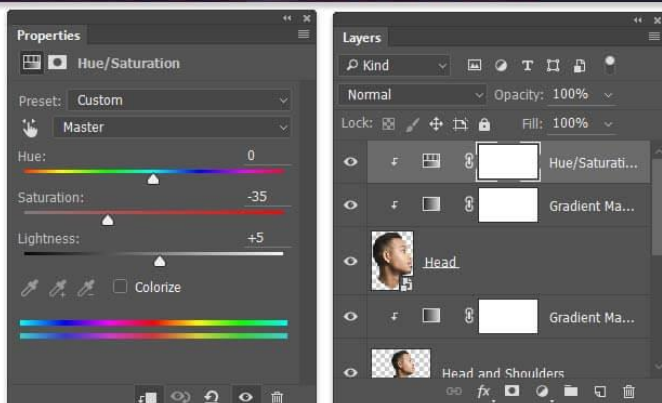 Properties
Hue/Saturation
Preset: Custom
Master
Hue: 0
Saturation: -35
Lightness: +5
Colorize
Layers
Kind
T
Normal Opacity: 100%
Lock: Fill: 100%
Hue/Saturati...
Gradient Ma...
Head
Gradient Ma...
Head and Shoulders
fx